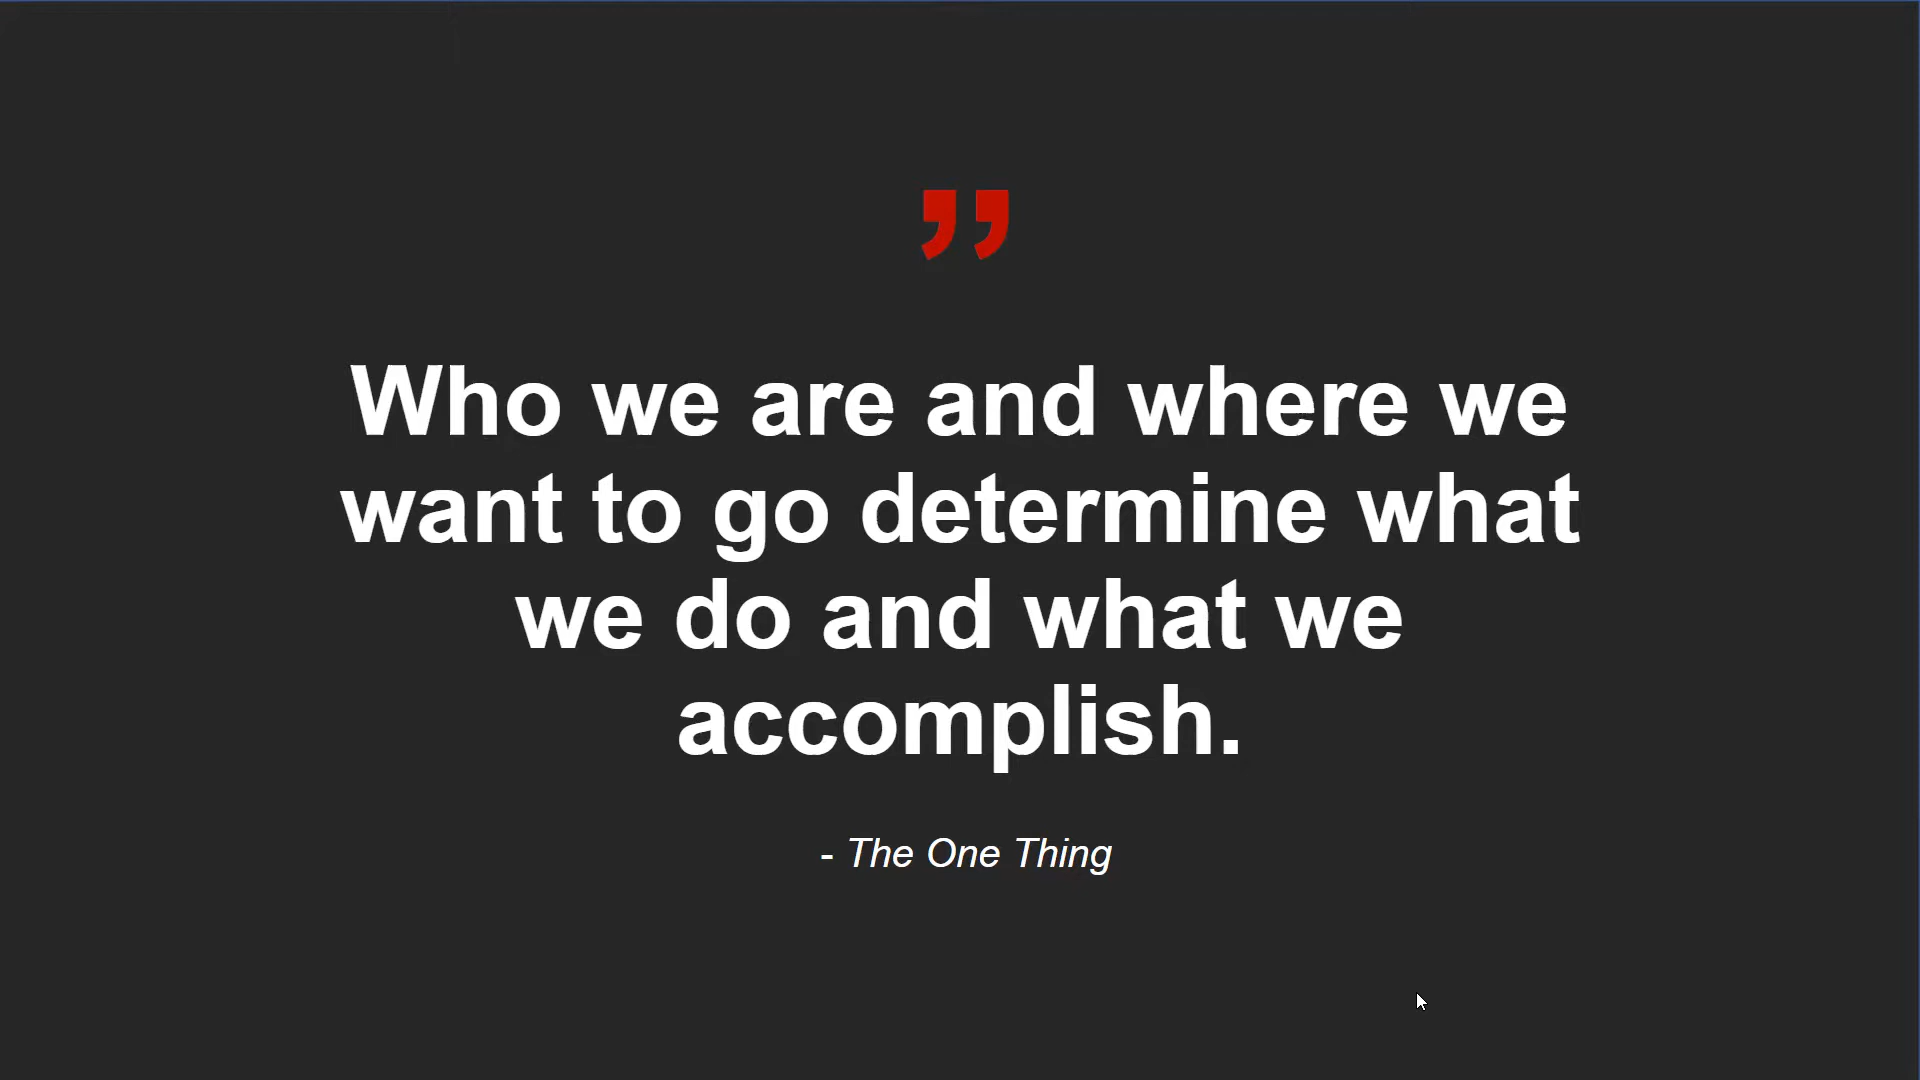 ”
Who we are and where we
want to go determine what
we do and what we
accomplish.
- The One Thing